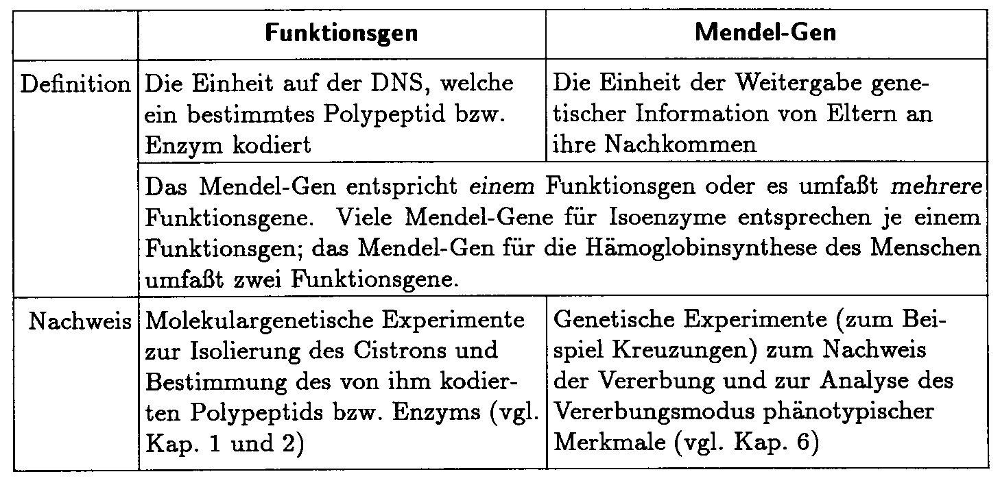 Funktionsgen
Mendel-Gen
Definition
Die Einheit auf der DNS, welche
ein bestimmtes Polypeptid bzw.
Enzym kodiert
Die Einheit der Weitergabe gene-
tischer Information von Eltern an
ihre Nachkommen
Das Mendel-Gen entspricht einem Funktionsgen oder es umfaßt mehrere
Funktionsgene. Viele Mendel-Gene für Isoenzyme entsprechen je einem
Funktionsgen; das Mendel-Gen für die Hämoglobinsynthese des Menschen
umfaßt zwei Funktionsgene.
Nachweis
Molekulargenetische Experimente
zur Isolierung des Cistrons und
Bestimmung des von ihm kodier-
ten Polypeptids bzw. Enzyms (vgl.
Kap. 1 und 2)
Genetische Experimente (zum Bei-
spiel Kreuzungen) zum Nachweis
der Vererbung und zur Analyse des
Vererbungsmodus phänotypischer
Merkmale (vgl. Kap. 6)